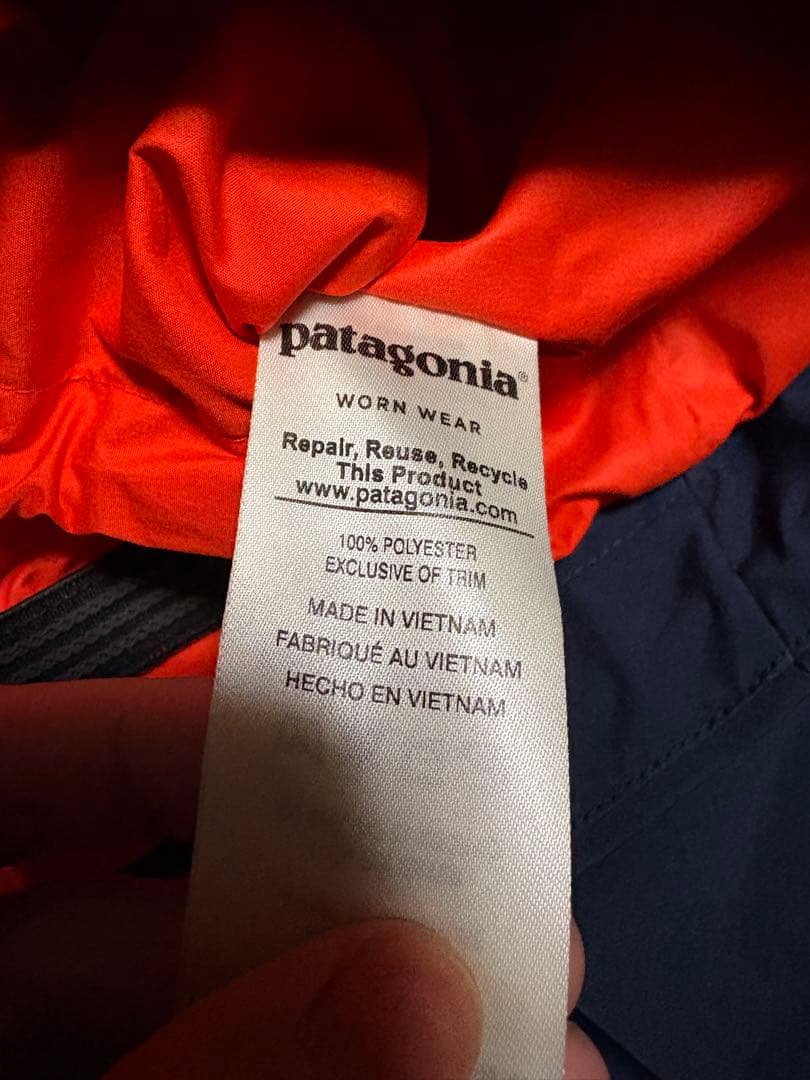 patagonia®
WORN WEAR
Repair, Reuse, Recycle
This Product
www.patagonia.com
100% POLYESTER
EXCLUSIVE OF TRIM
MADE IN VIETNAM
FABRIQUÉ AU VIETNAM
HECHO EN VIETNAM